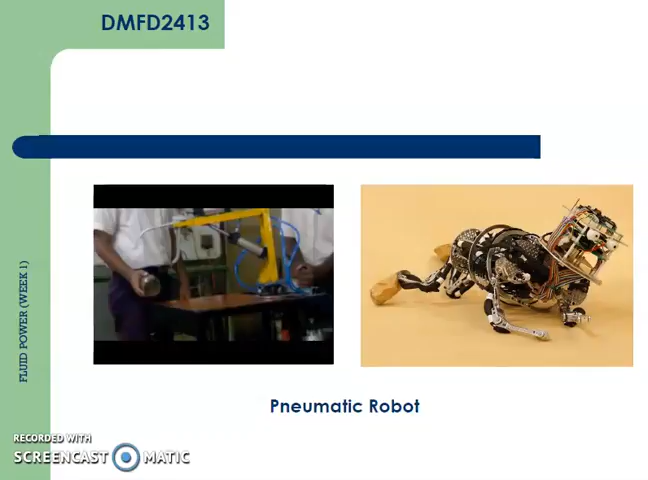 DMFD2413
FLUID POWER (WEEK 1)
Pneumatic Robot
RECORDED WITH
SCREENCAST MATIC